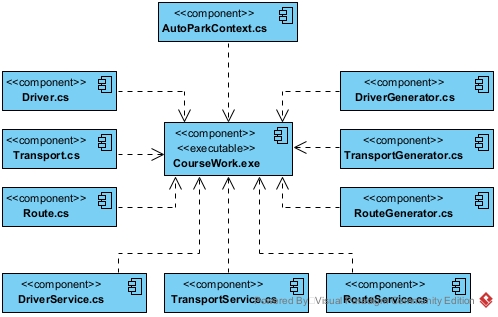 <<component>>
AutoParkContext.cs
<<component>>
Driver.cs
<<component>>
DriverGenerator.cs
<<component>>
<<executable>>
CourseWork.exe
<<component>>
Transport.cs
<<component>>
TransportGenerator.cs
<<component>>
Route.cs
<<component>>
RouteGenerator.cs
<<component>>
DriverService.cs
<<component>>
TransportService.cs
<<component>>
RouteService.cs
Powered By Visual Paradigm Community Edition